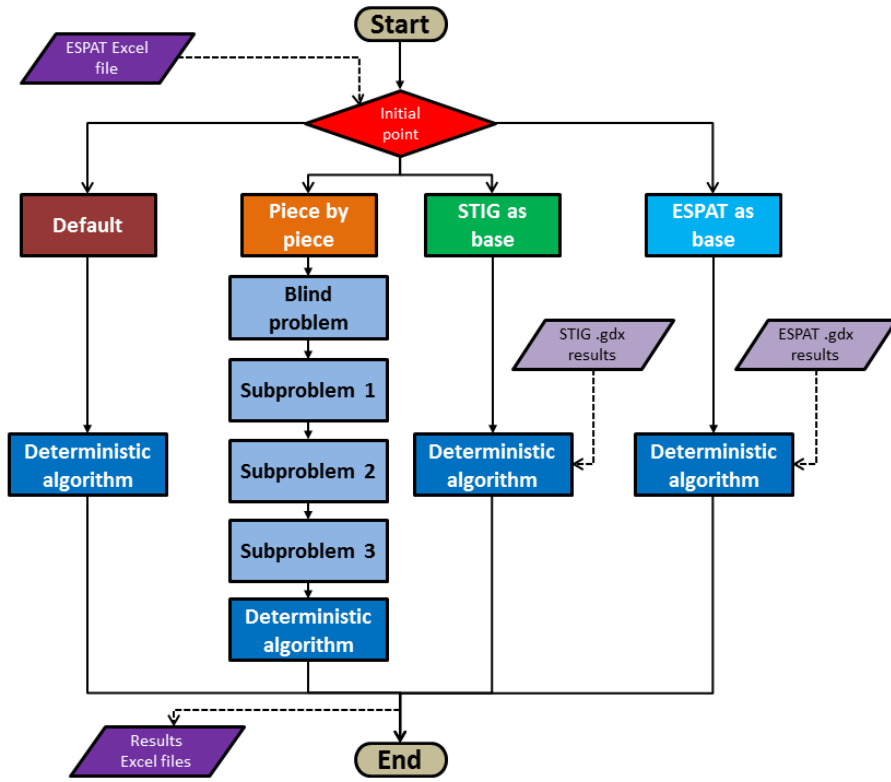 Start
ESPAT Excel
file
Initial
point
Default
Piece by
piece
STIG as
base
ESPAT as
base
Blind
problem
STIG .gdx
results
ESPAT .gdx
results
Subproblem 1
Deterministic
algorithm
Subproblem 2
Deterministic
algorithm
Deterministic
algorithm
Subproblem 3
Deterministic
algorithm
Results
Excel files
End